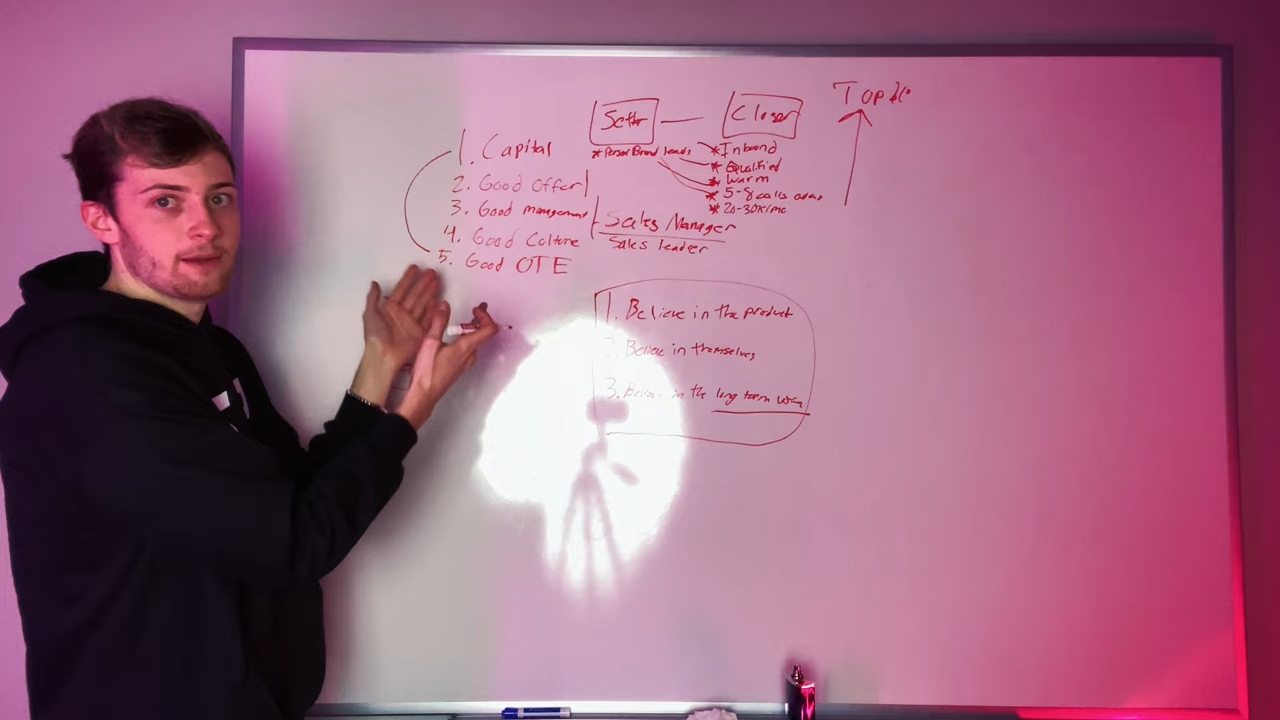 Setter — Closer
Top
* Personal Brand leads
* Inbound
* Qualified
* Warm
* 5-8 calls
* 20-30K/mo
1. Capital
2. Good Offer
3. Good management
4. Good Culture
5. Good OTE
Sales Manager
Sales leader
1. Believe in the product
2. Believe in themselves
3. Believe in the long term